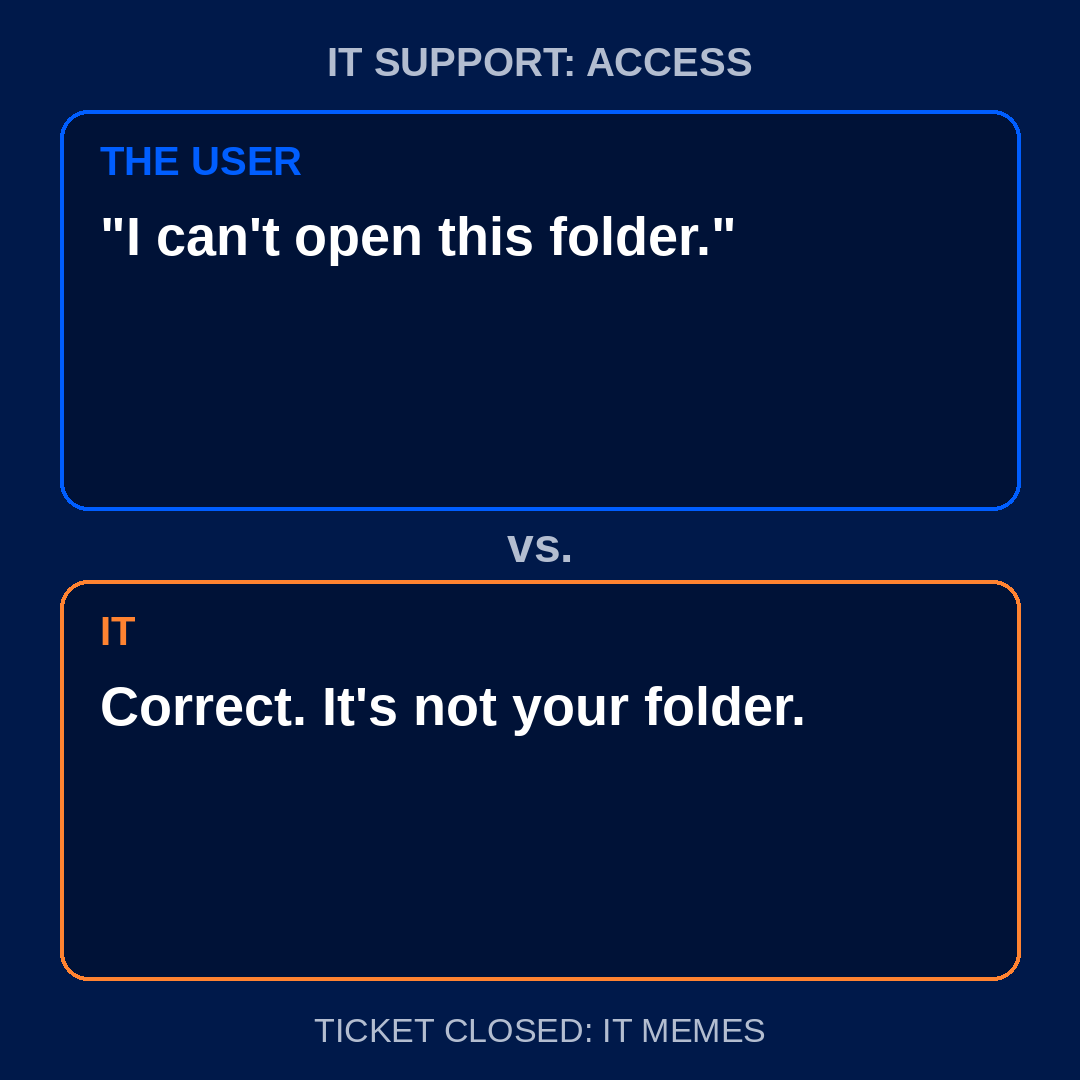 IT SUPPORT: ACCESS
THE USER
"I can't open this folder."
vs.
IT
Correct. It's not your folder.
TICKET CLOSED: IT MEMES